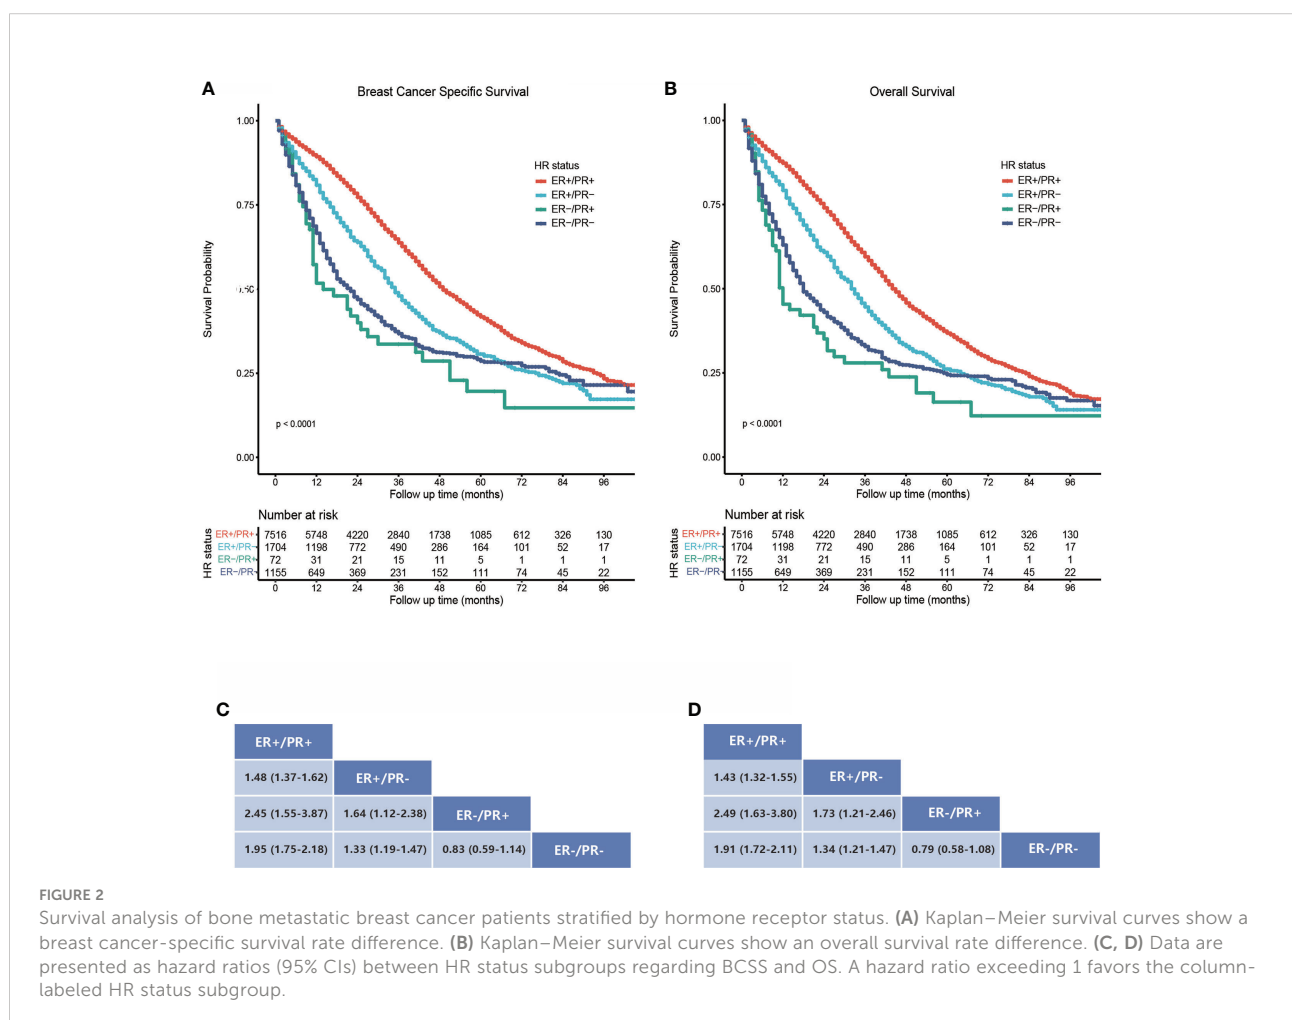 A
Breast Cancer Specific Survival
1.00
0.75
0.25
0.00
Survival Probability
HR status
ER+/PR+
ER+/PR−
ER−/PR+
ER−/PR−
p < 0.0001
0 12 24 36 48 60 72 84 96
Follow up time (months)
Number at risk
HR status
ER+/PR+ 7516 5748 4220 2840 1738 1085 612 326 130
ER+/PR- 1704 1198 772 490 286 164 101 52 17
ER−/PR+ 72 31 21 15 11 5 1 1 1
ER−/PR- 1155 649 369 231 152 111 74 45 22
0 12 24 36 48 60 72 84 96
Follow up time (months)
B
Overall Survival
1.00
0.75
0.50
0.25
0.00
Survival Probability
HR status
ER+/PR+
ER+/PR−
ER−/PR+
ER−/PR−
p < 0.0001
0 12 24 36 48 60 72 84 96
Follow up time (months)
Number at risk
HR status
ER+/PR+ 7516 5748 4220 2840 1738 1085 612 326 130
ER+/PR- 1704 1198 772 490 286 164 101 52 17
ER−/PR+ 72 31 21 15 11 5 1 1 1
ER−/PR 1155 649 369 231 152 111 74 45 22
0 12 24 36 48 60 72 84 96
Follow up time (months)
C
ER+/PR+
1.48 (1.37-1.62) ER+/PR-
2.45 (1.55-3.87) 1.64 (1.12-2.38) ER-/PR+
1.95 (1.75-2.18) 1.33 (1.19-1.47) 0.83 (0.59-1.14) ER-/PR-
D
ER+/PR+
1.43 (1.32-1.55) ER+/PR-
2.49 (1.63-3.80) 1.73 (1.21-2.46) ER-/PR+
1.91 (1.72-2.11) 1.34 (1.21-1.47) 0.79 (0.58-1.08) ER-/PR-
FIGURE 2
Survival analysis of bone metastatic breast cancer patients stratified by hormone receptor status. (A) Kaplan–Meier survival curves show a
breast cancer-specific survival rate difference. (B) Kaplan–Meier survival curves show an overall survival rate difference. (C, D) Data are
presented as hazard ratios (95% CIs) between HR status subgroups regarding BCSS and OS. A hazard ratio exceeding 1 favors the column-
labeled HR status subgroup.